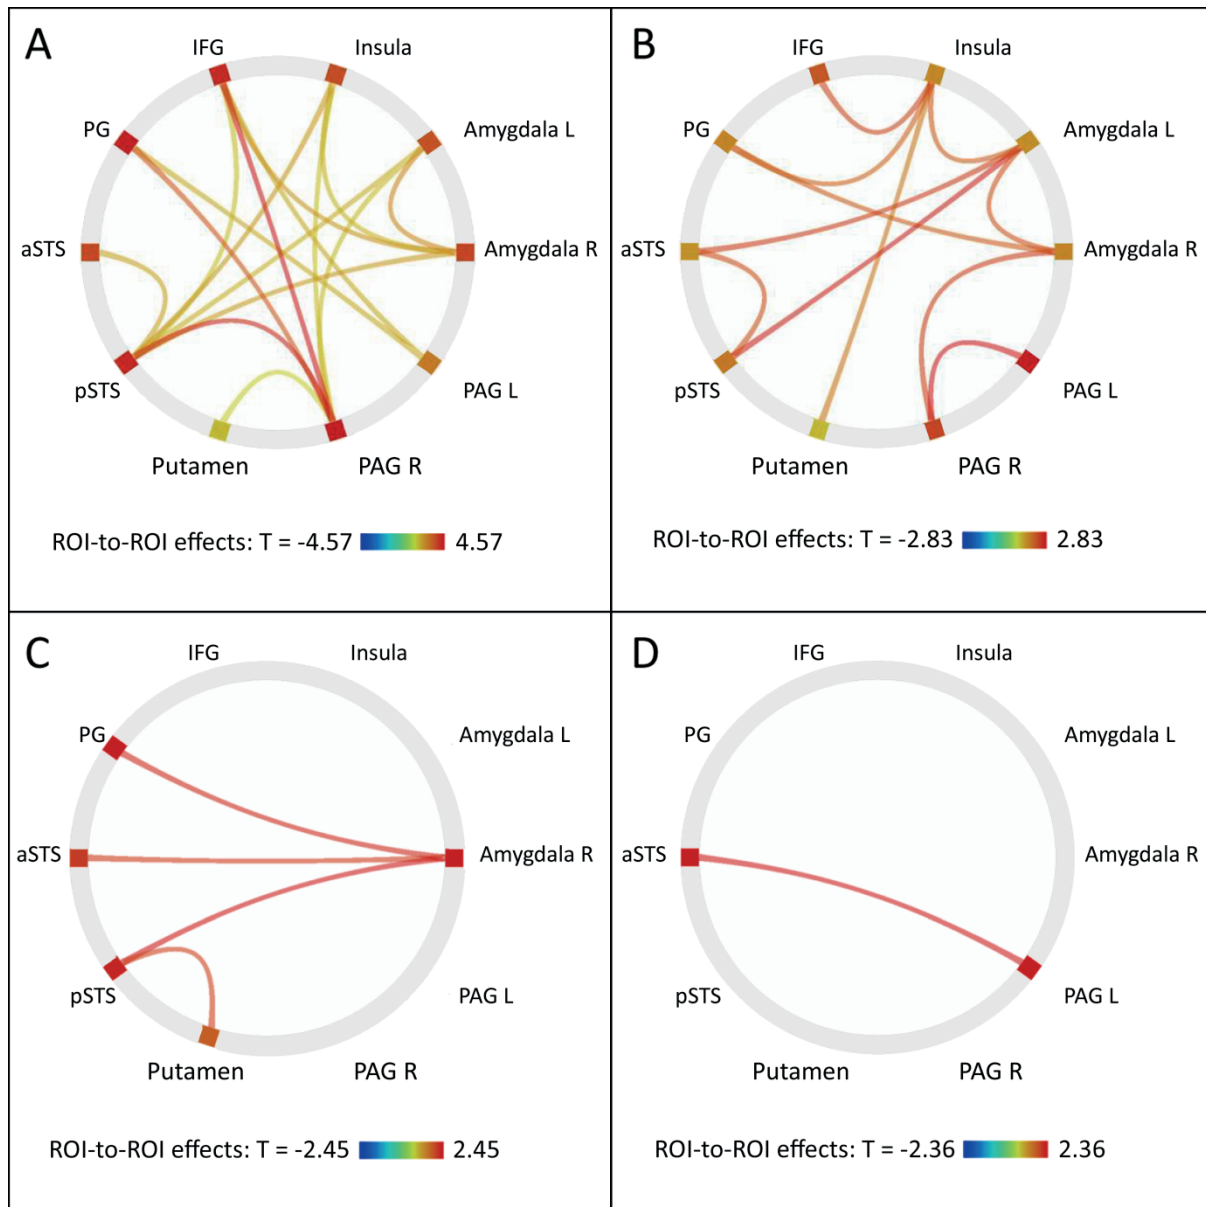 A
IFG
Insula
PG
Amygdala L
aSTS
Amygdala R
pSTS
PAG L
Putamen
PAG R
ROI-to-ROI effects: T = -4.57 4.57
B
IFG
Insula
PG
Amygdala L
aSTS
Amygdala R
pSTS
PAG L
Putamen
PAG R
ROI-to-ROI effects: T = -2.83 2.83
C
IFG
Insula
PG
Amygdala L
aSTS
Amygdala R
pSTS
PAG L
Putamen
PAG R
ROI-to-ROI effects: T = -2.45 2.45
D
IFG
Insula
PG
Amygdala L
aSTS
Amygdala R
pSTS
PAG L
Putamen
PAG R
ROI-to-ROI effects: T = -2.36 2.36